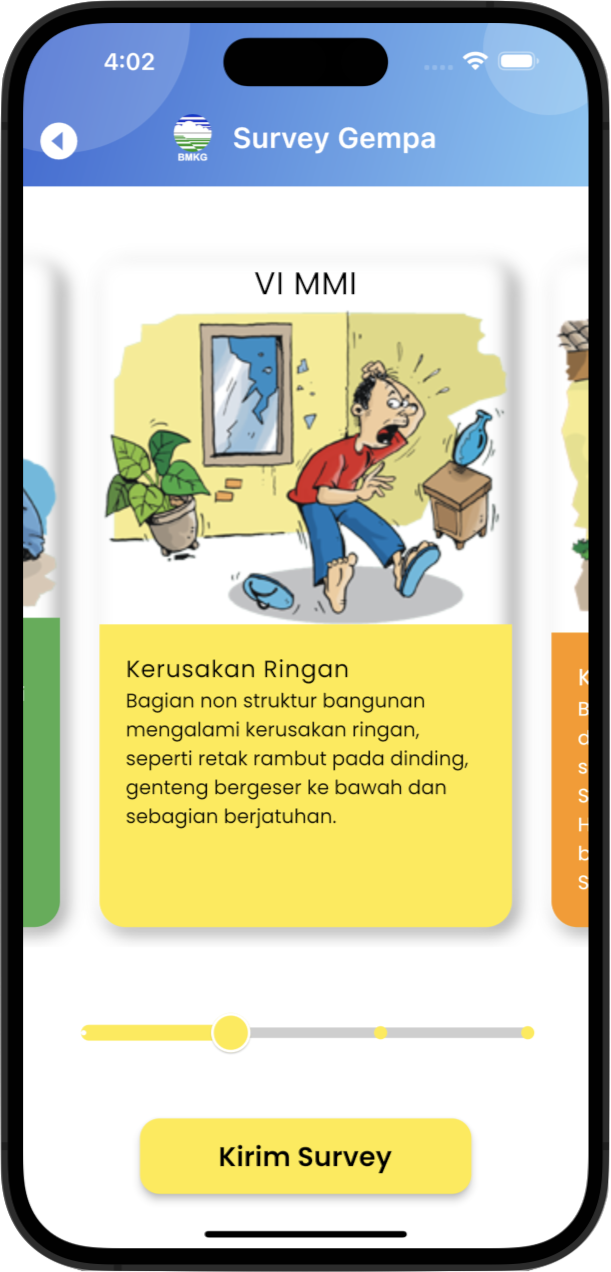 4:02
BMKG
Survey Gempa
VI MMI
Kerusakan Ringan
Bagian non struktur bangunan
mengalami kerusakan ringan,
seperti retak rambut pada dinding,
genteng bergeser ke bawah dan
sebagian berjatuhan.
K
B
d
s
S
H
b
S
Kirim Survey